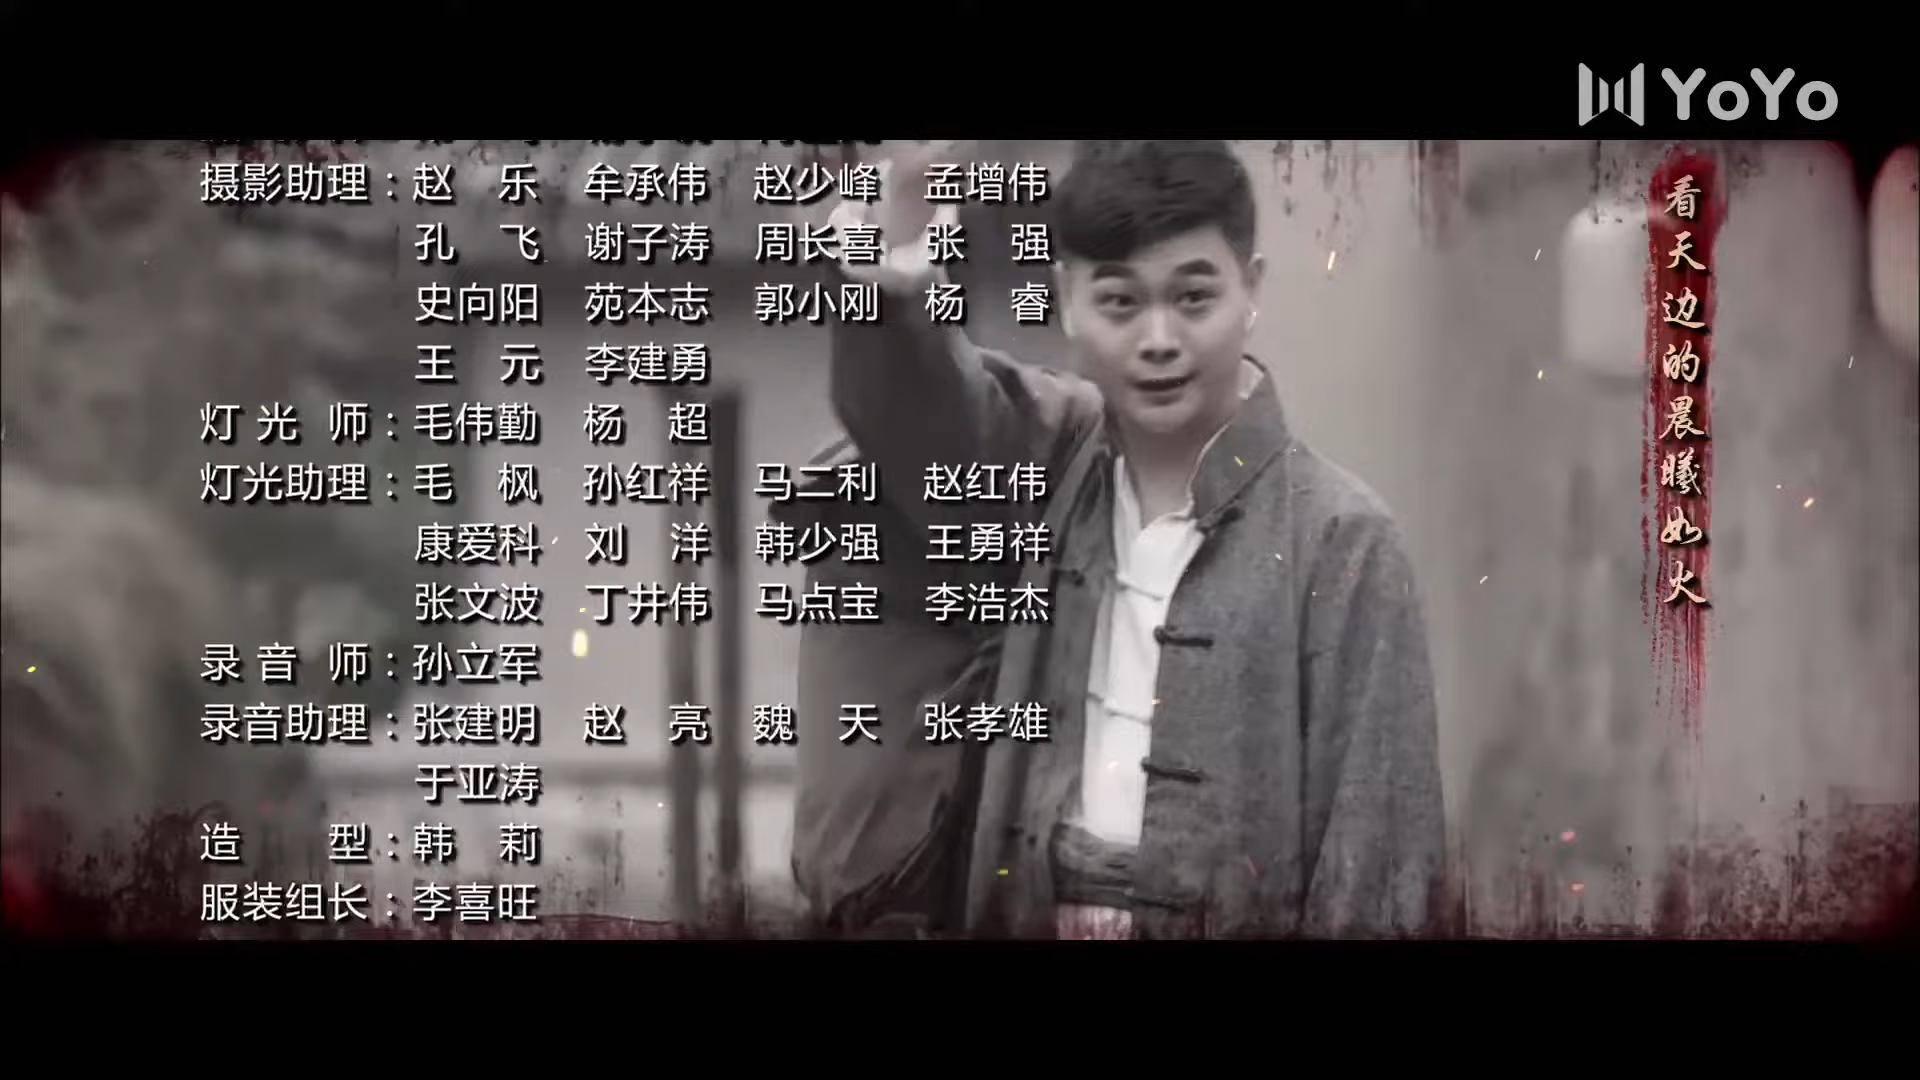 YoYo
摄影助理：赵 乐 牟承伟 赵少峰 孟增伟
孔 飞 谢子涛 周长喜 张 强
史向阳 苑本志 郭小刚 杨 睿
王 元 李建勇
灯光师：毛伟勤 杨 超
灯光助理：毛 枫 孙红祥 马二利 赵红伟
康爱科 刘 洋 韩少强 王勇祥
张文波 丁井伟 马点宝 李浩杰
录音师：孙立军
录音助理：张建明 赵 亮 魏 天 张孝雄
于亚涛
造型：韩 莉
服装组长：李喜旺
看天边的晨曦如火